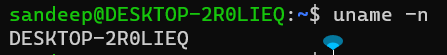 sandeep@DESKTOP-2R0LIEQ:~$ uname -n
DESKTOP-2R0LIEQ